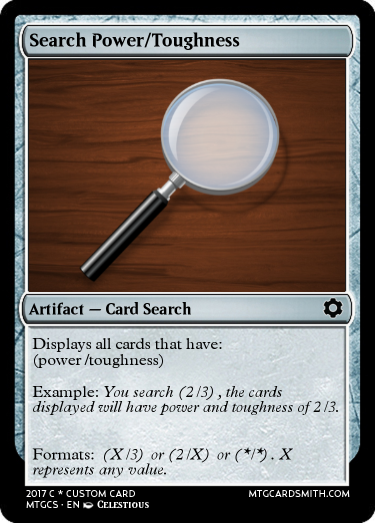 Search Power/Toughness
Artifact — Card Search
Displays all cards that have:
(power/toughness)
Example: You search (2/3) , the cards
displayed will have power and toughness of 2/3.
Formats: (X/3) or (2/X) or (*/*) . X
represents any value.
2017 C * CUSTOM CARD
MTGCARDSMITH.COM
MTGCS · EN CELESTIOUS